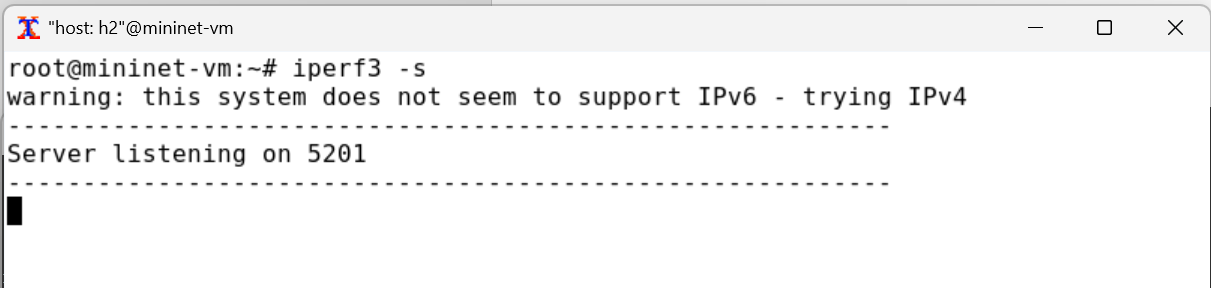 "host: h2"@mininet-vm
root@mininet-vm:~# iperf3 -s
warning: this system does not seem to support IPv6 - trying IPv4
-----------------------------------------------------------
Server listening on 5201
-----------------------------------------------------------